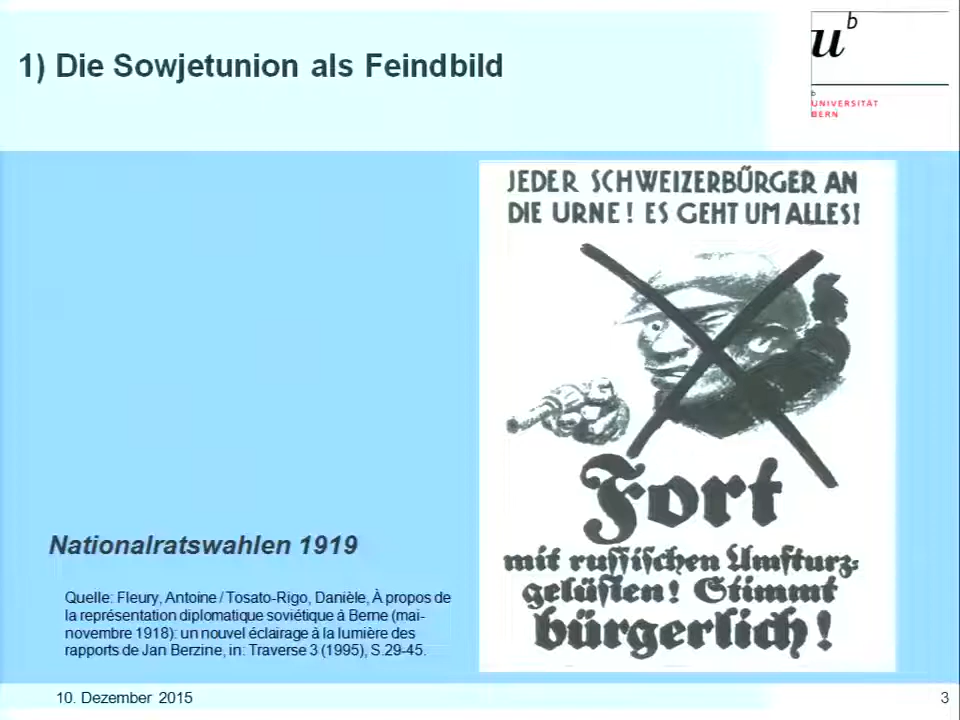 1) Die Sowjetunion als Feindbild
u
b
b
UNIVERSITÄT
BERN
JEDER SCHWEIZERBÜRGER AN
DIE URNE! ES GEHT UM ALLES!
Fort
mit russischen Umsturz-
gelüsten! Stimmt
bürgerlich!
Nationalratswahlen 1919
Quelle: Fleury, Antoine / Tosato-Rigo, Danièle, À propos de
la représentation diplomatique soviétique à Berne (mai-
novembre 1918): un nouvel éclairage à la lumière des
rapports de Jan Berzine, in: Traverse 3 (1995), S.29-45.
10. Dezember 2015
3